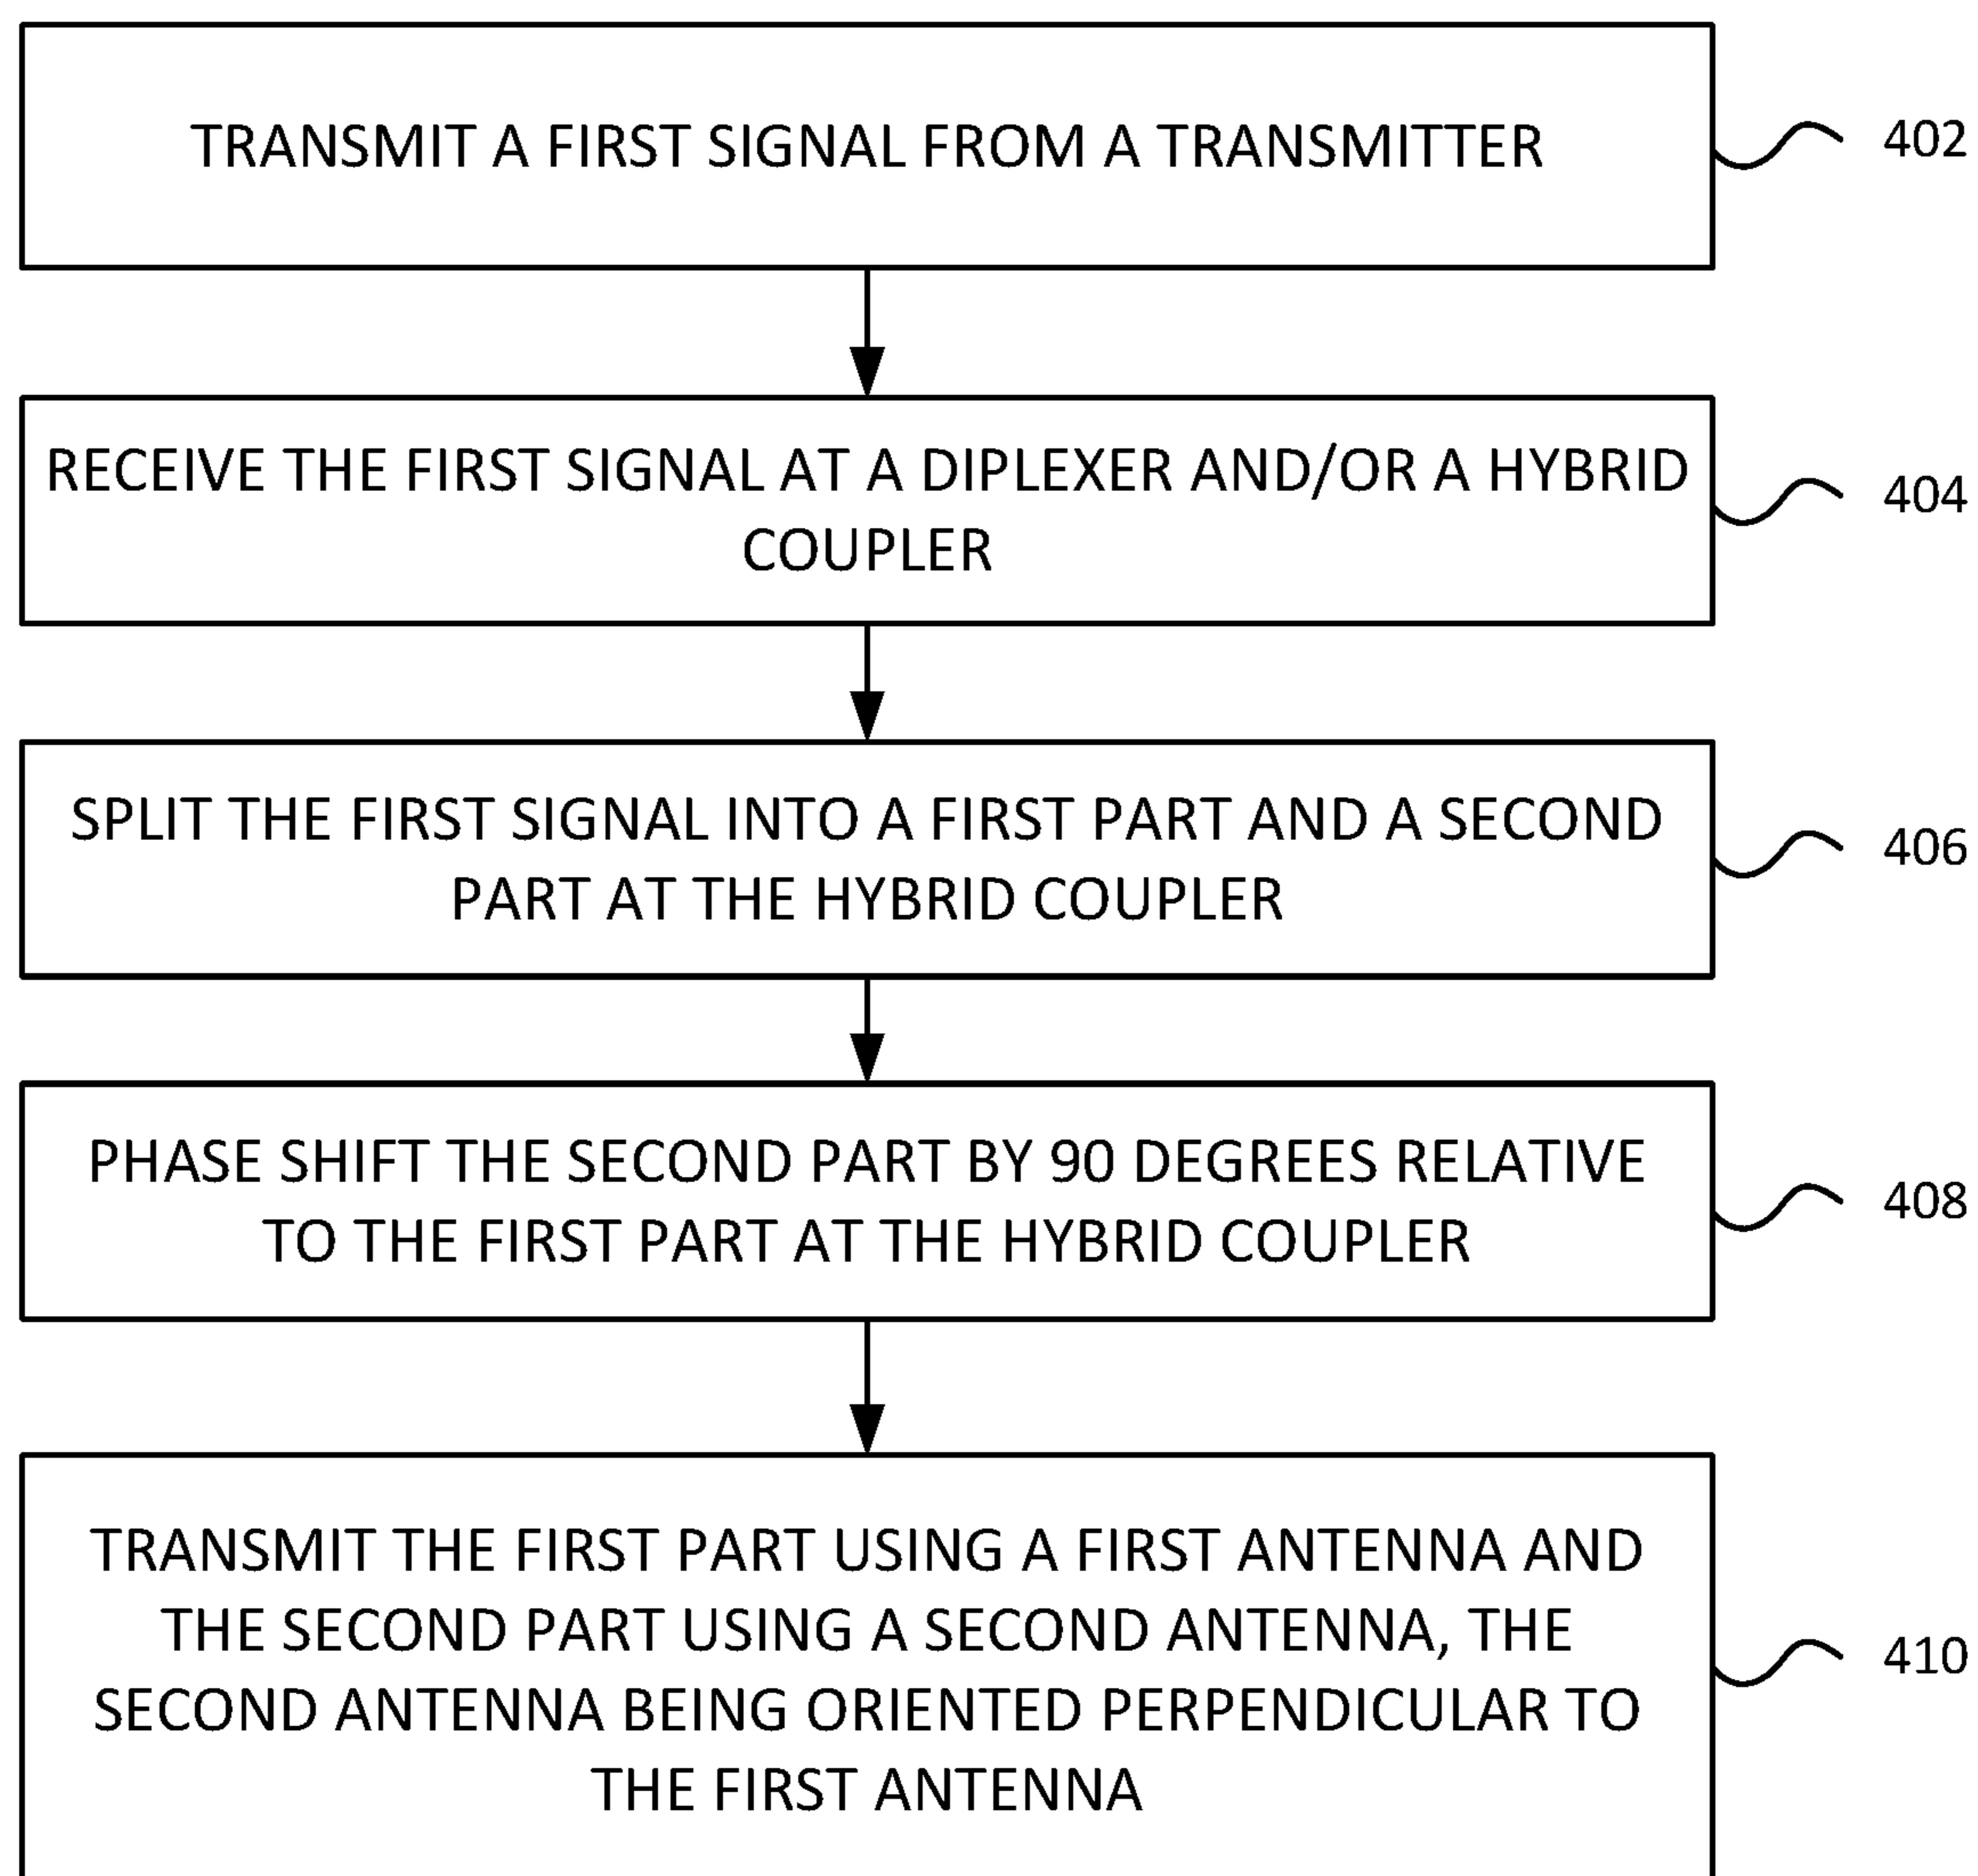 TRANSMIT A FIRST SIGNAL FROM A TRANSMITTER
402
RECEIVE THE FIRST SIGNAL AT A DIPLEXER AND/OR A HYBRID
COUPLER
404
SPLIT THE FIRST SIGNAL INTO A FIRST PART AND A SECOND
PART AT THE HYBRID COUPLER
406
PHASE SHIFT THE SECOND PART BY 90 DEGREES RELATIVE
TO THE FIRST PART AT THE HYBRID COUPLER
408
TRANSMIT THE FIRST PART USING A FIRST ANTENNA AND
THE SECOND PART USING A SECOND ANTENNA, THE
SECOND ANTENNA BEING ORIENTED PERPENDICULAR TO
THE FIRST ANTENNA
410